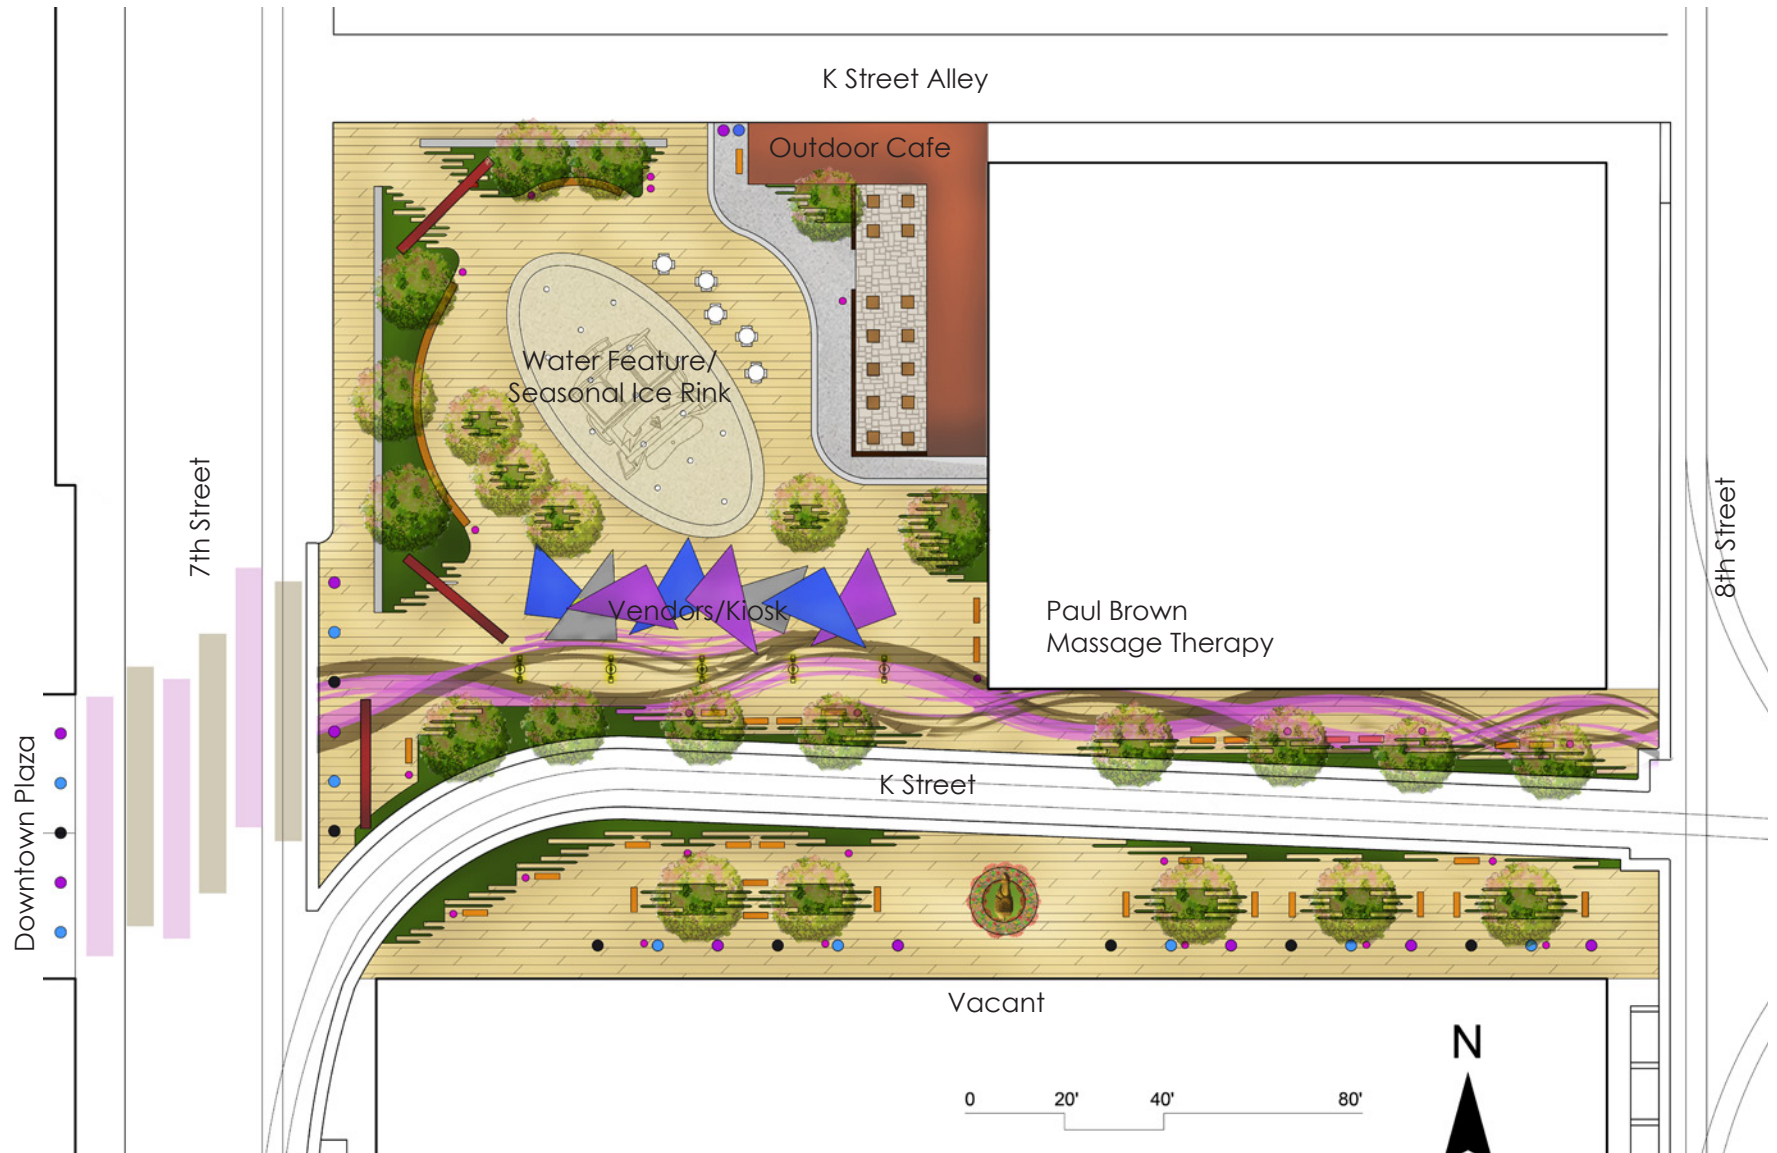 K Street Alley
Outdoor Cafe
Water Feature/
Seasonal Ice Rink
7th Street
8th Street
Vendors/Kiosk
Paul Brown
Massage Therapy
Downtown Plaza
K Street
Vacant
N
0 20' 40' 80'